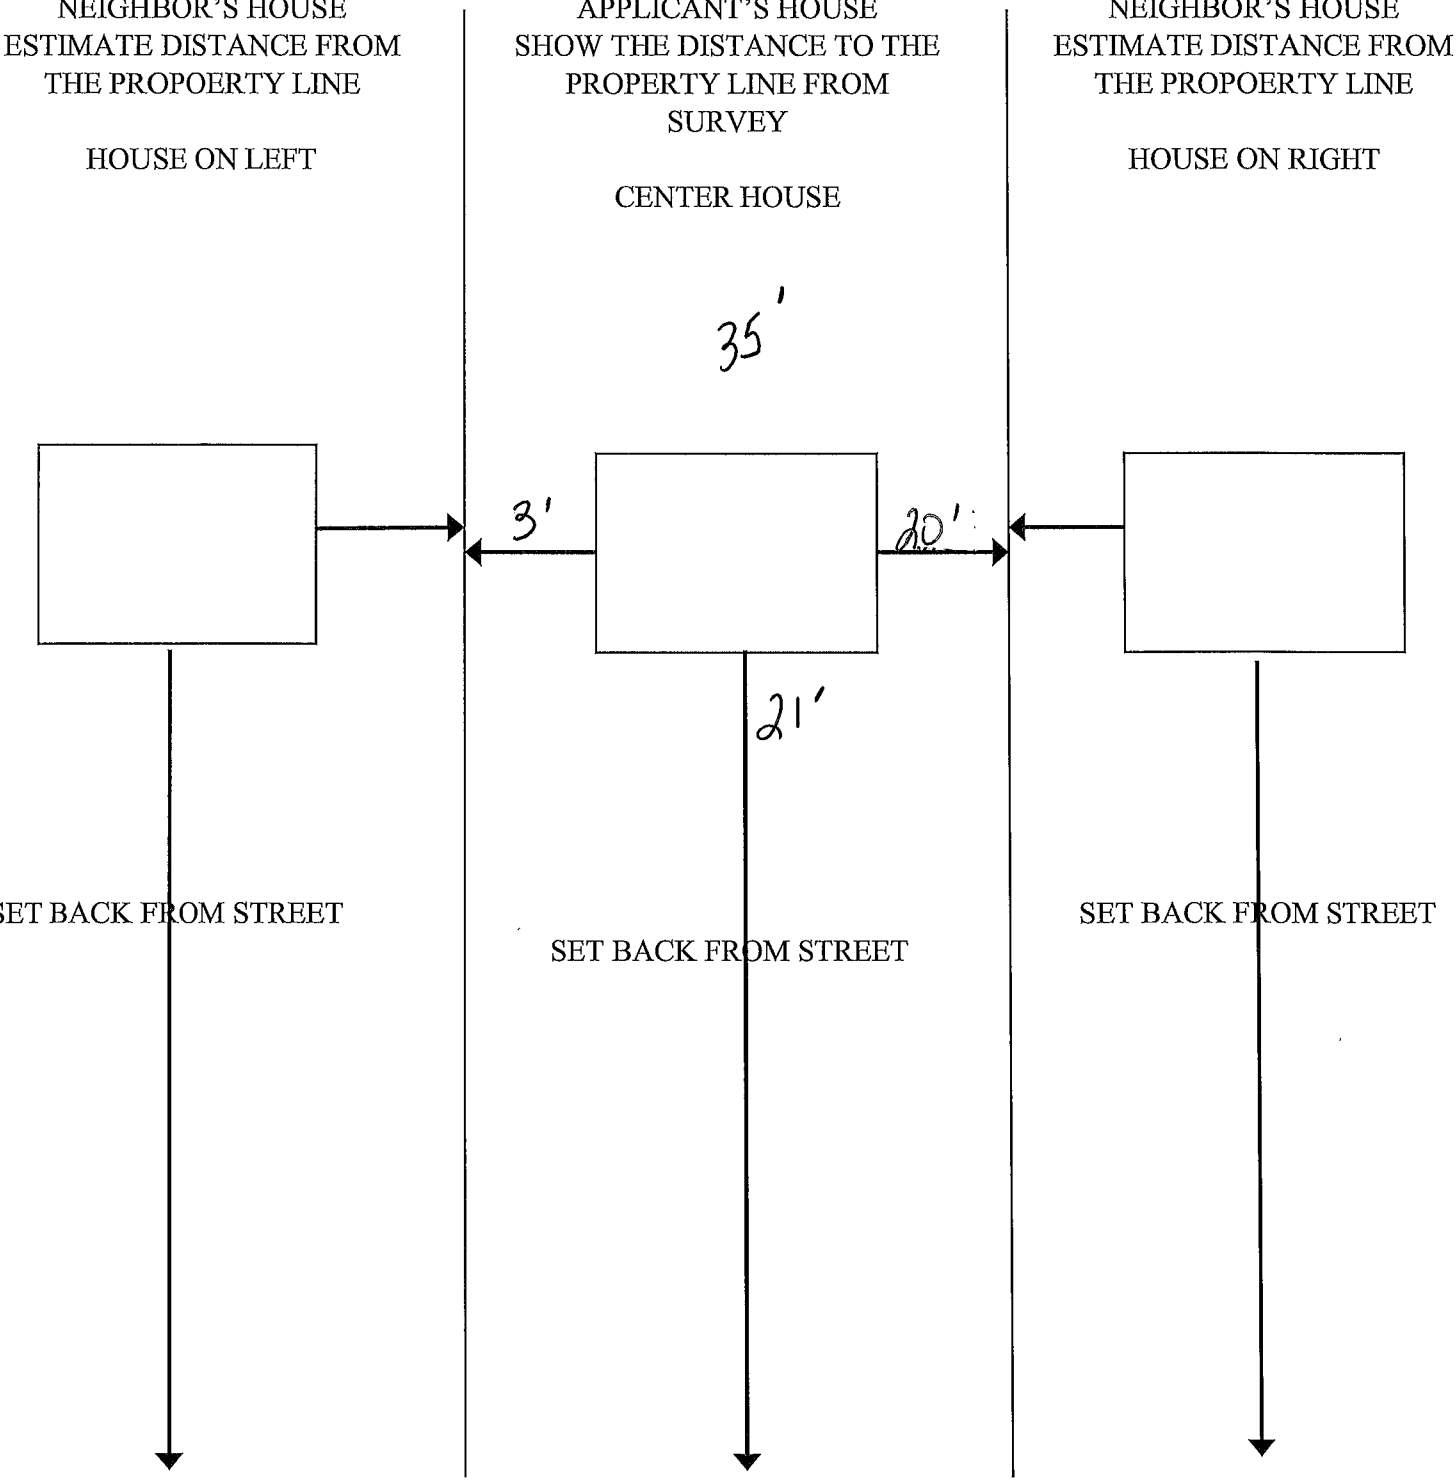 NEIGHBOR'S HOUSE
ESTIMATE DISTANCE FROM
THE PROPOERTY LINE
HOUSE ON LEFT
APPLICANT'S HOUSE
SHOW THE DISTANCE TO THE
PROPERTY LINE FROM
SURVEY
CENTER HOUSE
NEIGHBOR'S HOUSE
ESTIMATE DISTANCE FROM
THE PROPOERTY LINE
HOUSE ON RIGHT
35'
3'
20'
21'
SET BACK FROM STREET
SET BACK FROM STREET
SET BACK FROM STREET